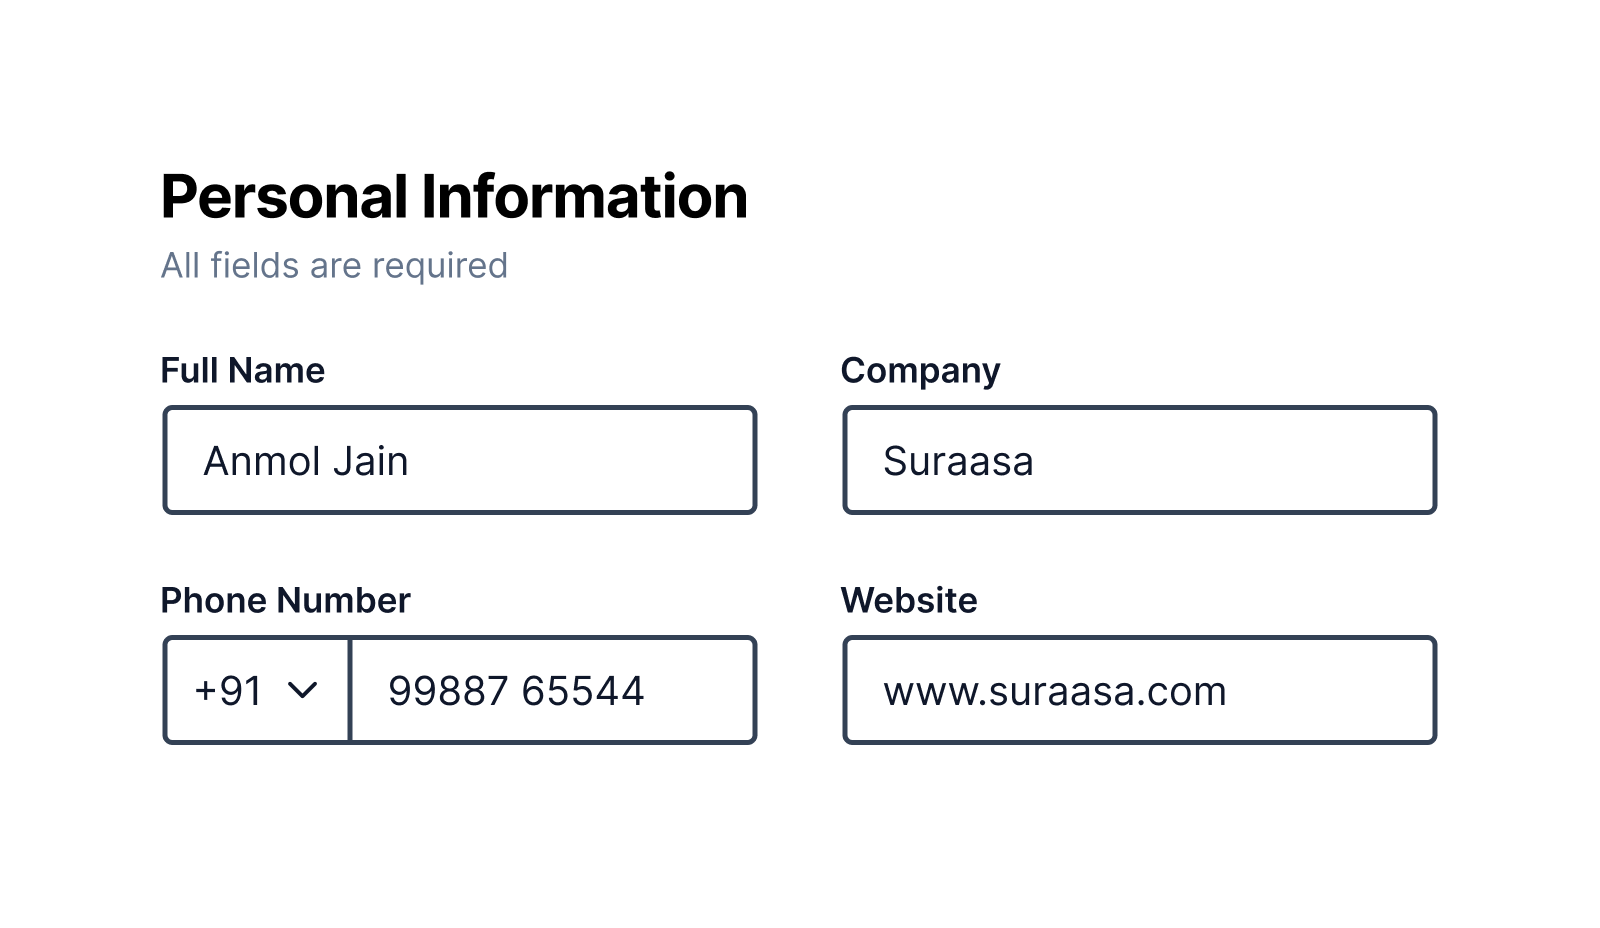 Personal Information
All fields are required
Full Name
Anmol Jain
Company
Suraasa
Phone Number
+91 99887 65544
Website
www.suraasa.com